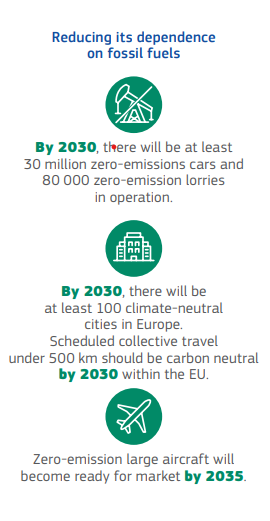 Reducing its dependence
on fossil fuels
By 2030, there will be at least
30 million zero-emissions cars and
80 000 zero-emission lorries
in operation.
By 2030, there will be
at least 100 climate-neutral
cities in Europe.
Scheduled collective travel
under 500 km should be carbon neutral
by 2030 within the EU.
Zero-emission large aircraft will
become ready for market by 2035.